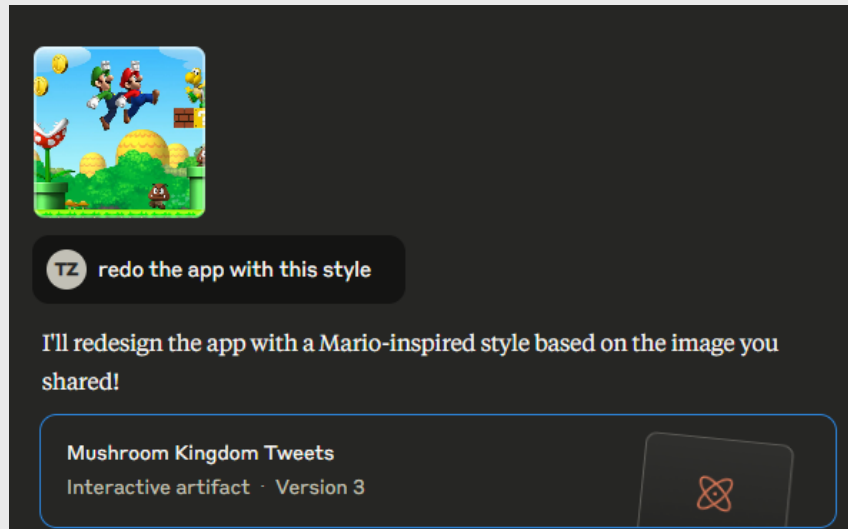 TZ redo the app with this style
I'll redesign the app with a Mario-inspired style based on the image you
shared!
Mushroom Kingdom Tweets
Interactive artifact · Version 3